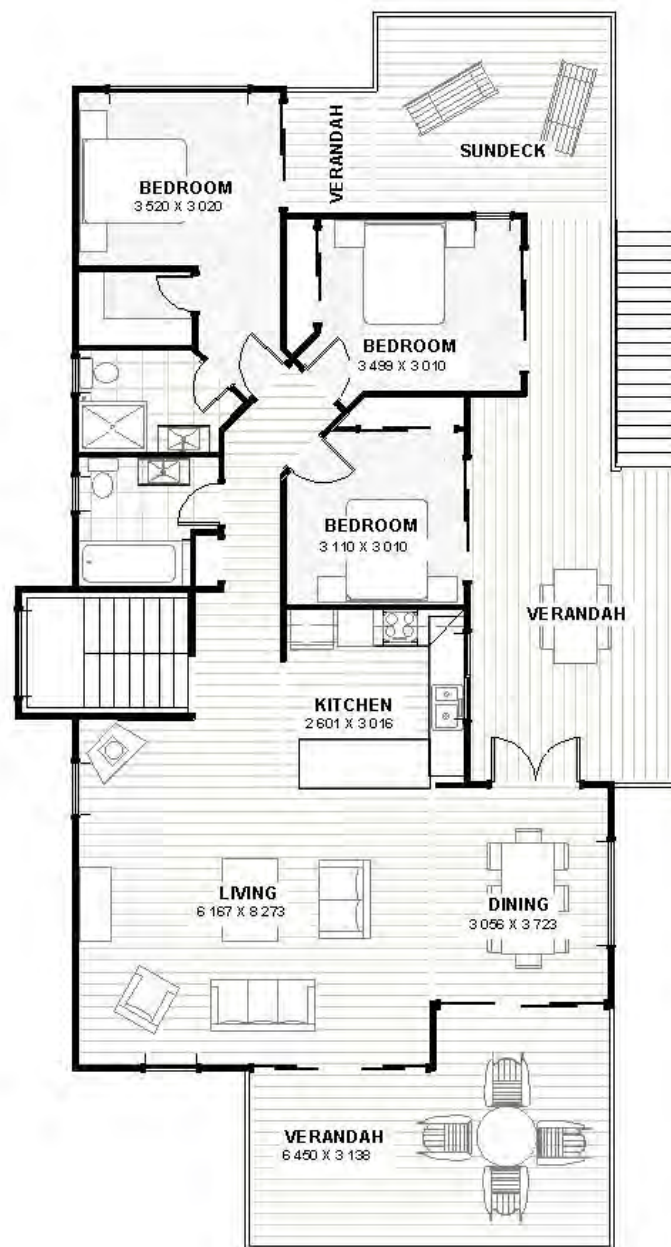 SUNDECK
VERANDAH
BEDROOM
3 520 X 3 020
BEDROOM
3 499 X 3 010
BEDROOM
3 110 X 3 010
VERANDAH
KITCHEN
2 601 X 3 016
LIVING
6 167 X 8 273
DINING
3 056 X 3 723
VERANDAH
6 450 X 3 138